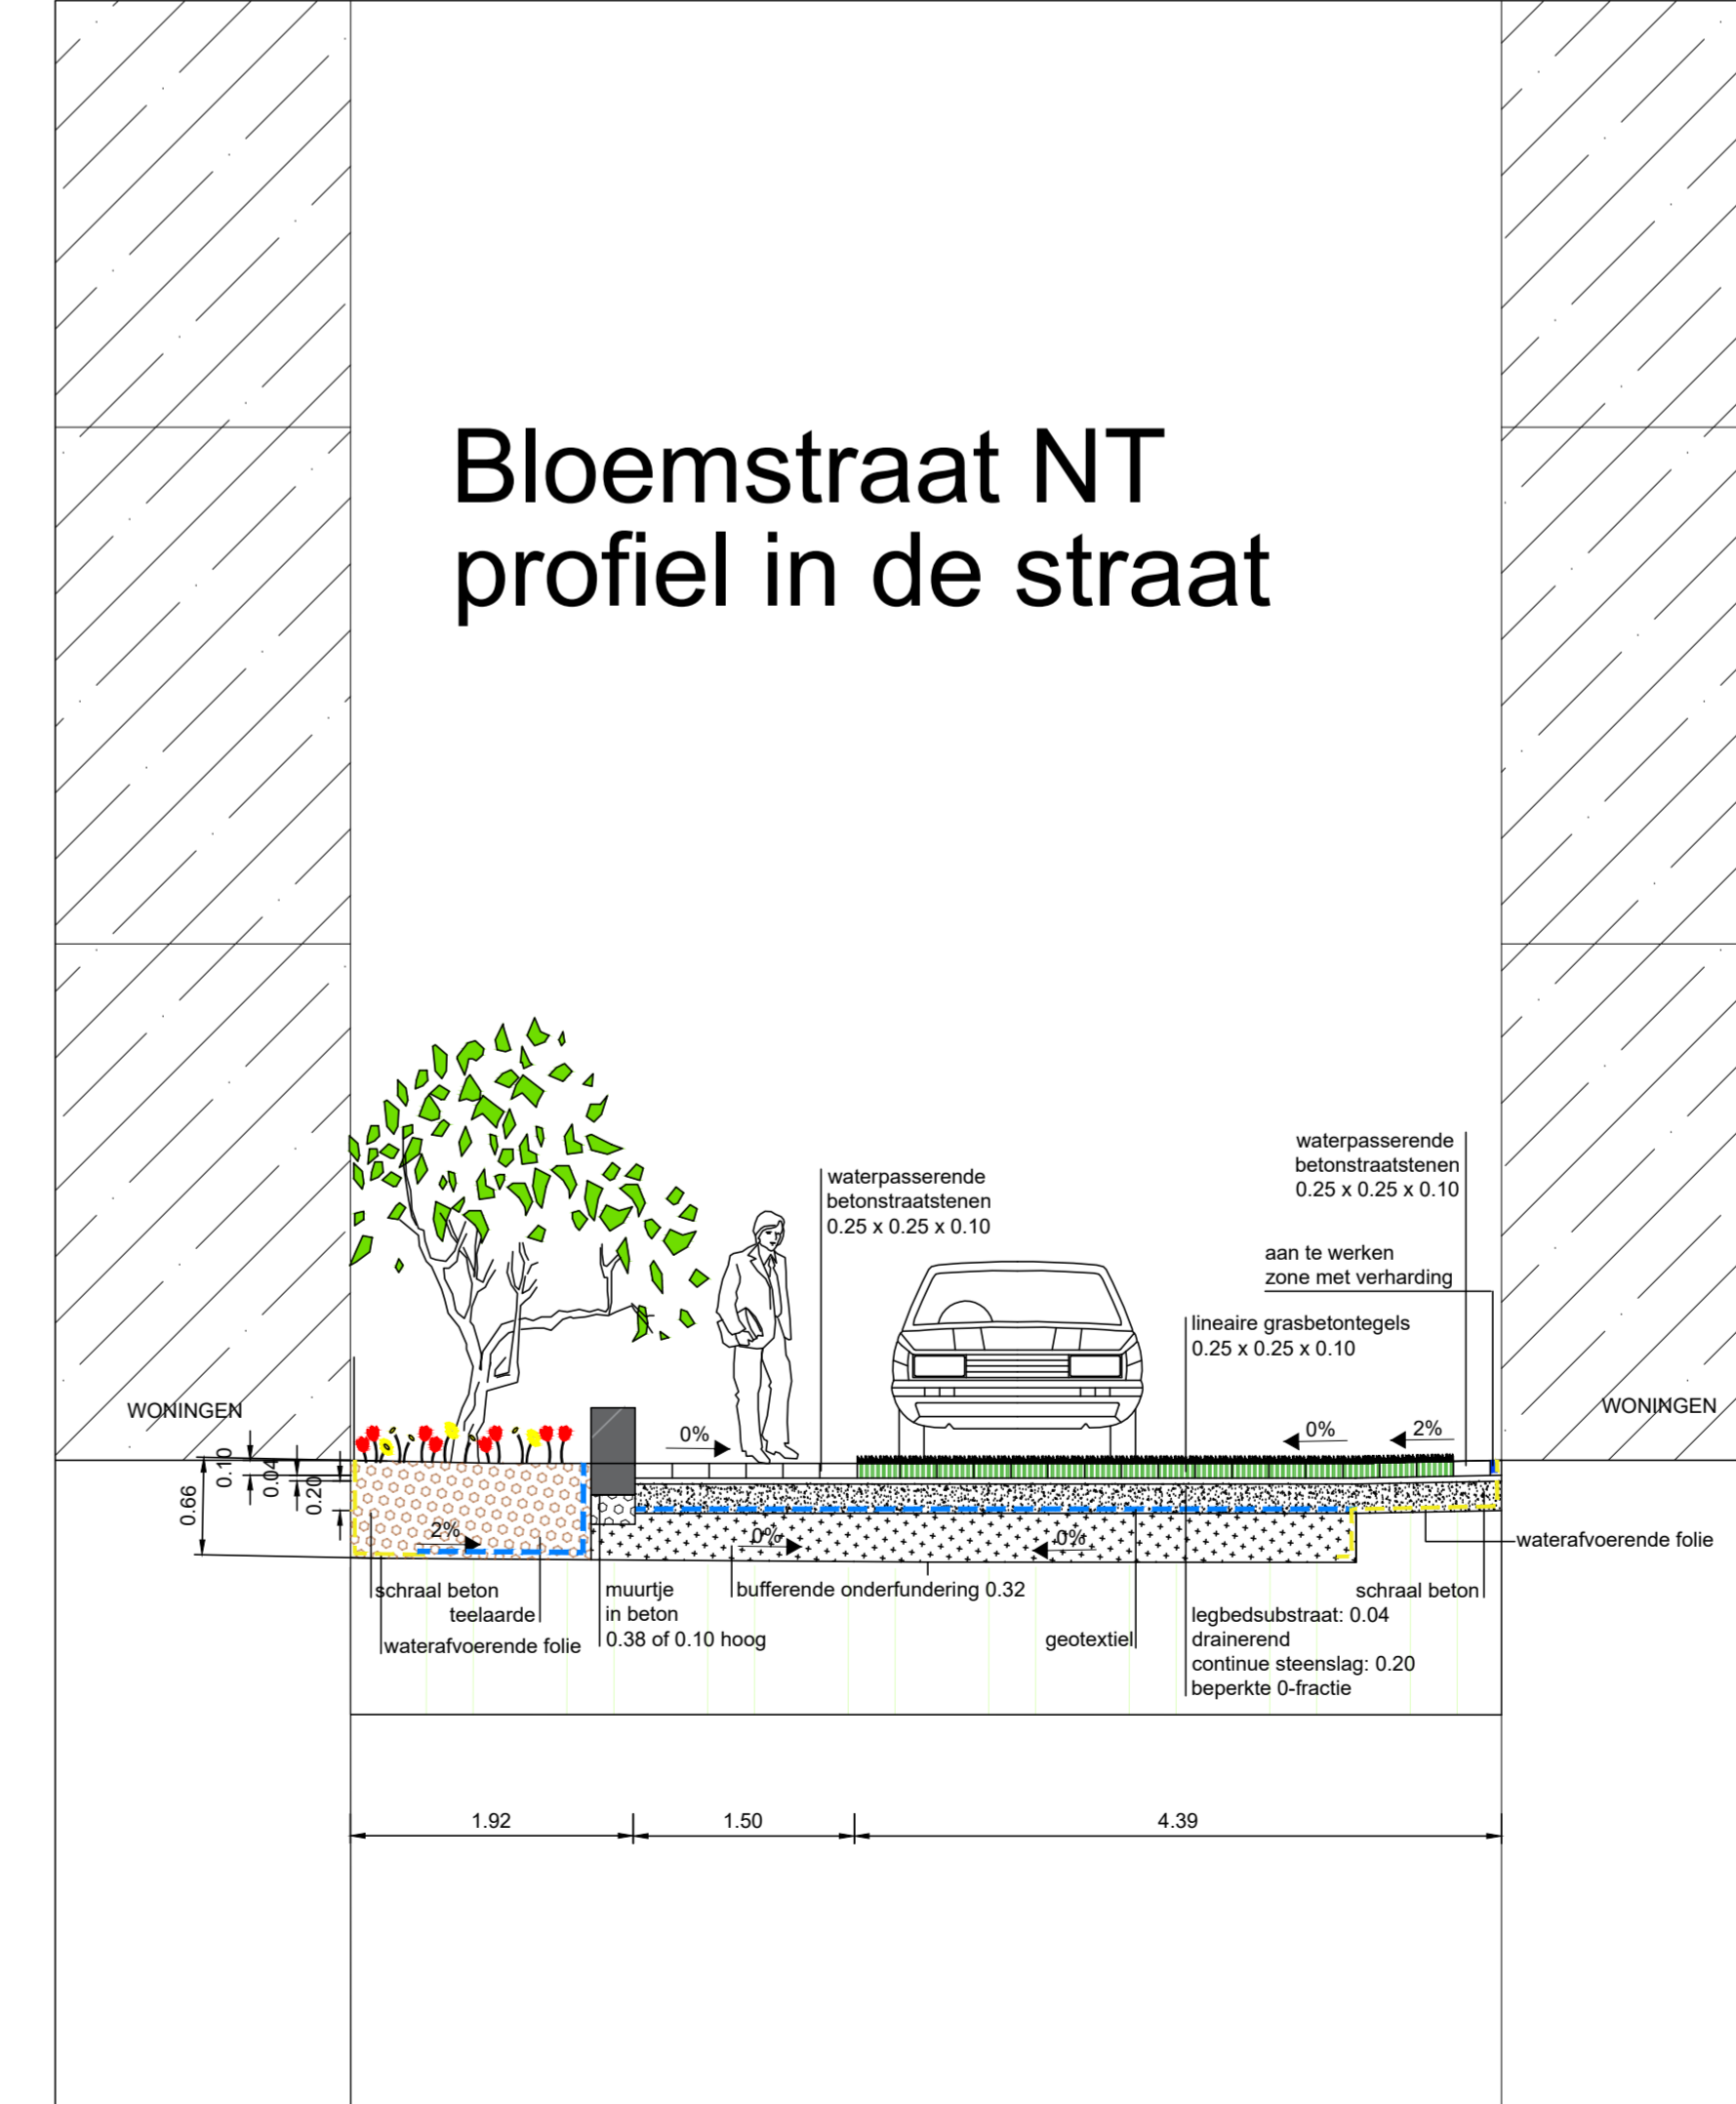 Bloemstraat NT
profiel in de straat
waterpasserende
betonstraatstenen
0.25 x 0.25 x 0.10
waterpasserende
betonstraatstenen
0.25 x 0.25 x 0.10
aan te werken
zone met verharding
lineaire grasbetontegels
0.25 x 0.25 x 0.10
WONINGEN
WONINGEN
0%
0%
2%
0.10
0.04
0.20
0.66
2%
0%
0%
waterafvoerende folie
schraal beton
teelaarde
waterafvoerende folie
muurtje
in beton
0.38 of 0.10 hoog
bufferende onderfundering 0.32
geotextiel
schraal beton
legbedsubstraat: 0.04
drainerend
continue steenslag: 0.20
beperkte 0-fractie
1.92
1.50
4.39